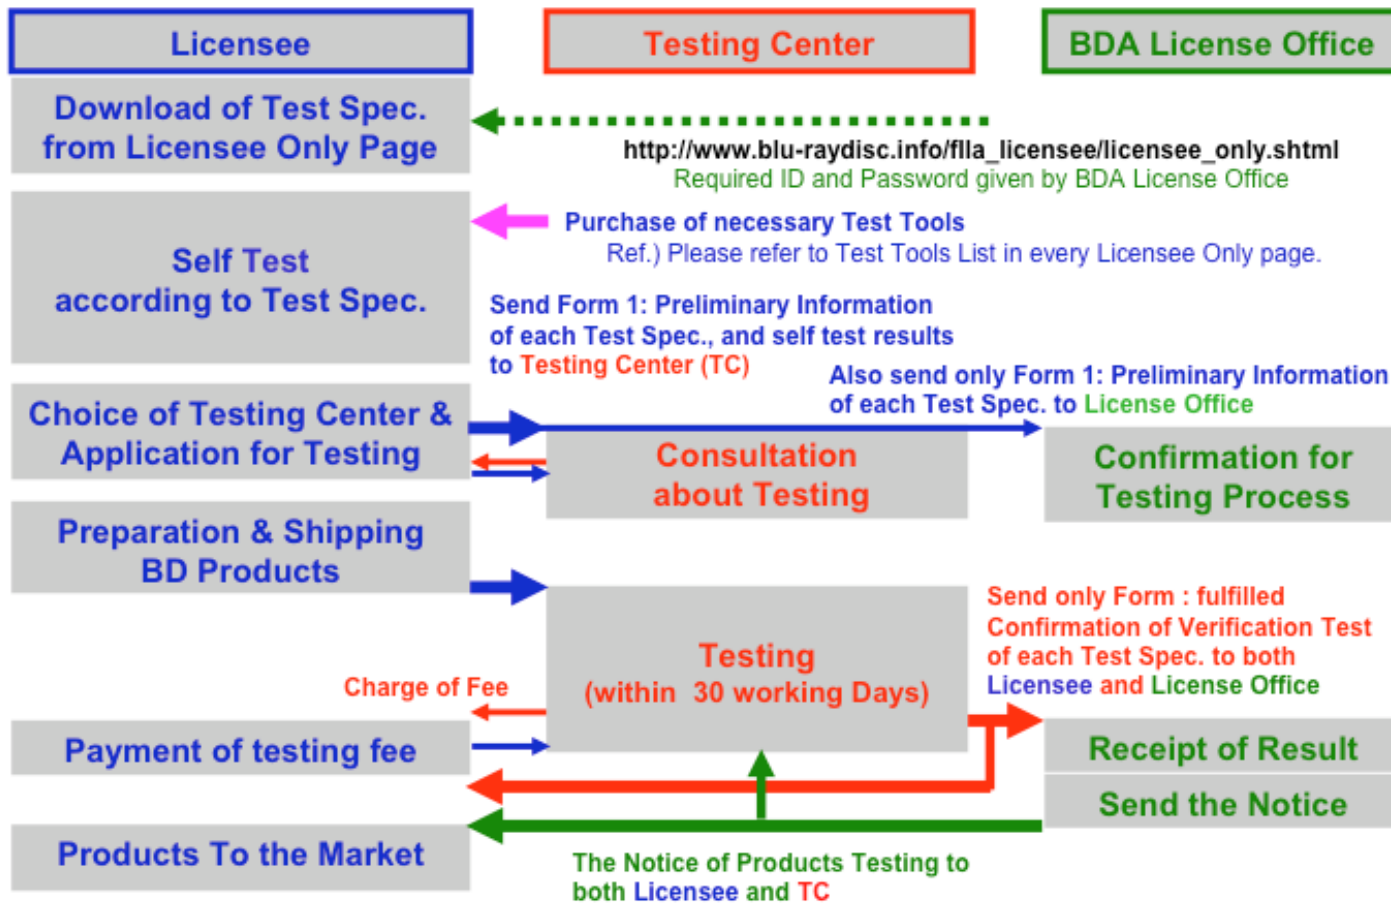 Licensee
Testing Center
BDA License Office
Download of Test Spec.
from Licensee Only Page
http://www.blu-raydisc.info/flla_licensee/licensee_only.shtml
Required ID and Password given by BDA License Office
Purchase of necessary Test Tools
Ref.) Please refer to Test Tools List in every Licensee Only page.
Self Test
according to Test Spec.
Send Form 1: Preliminary Information
of each Test Spec., and self test results
to Testing Center (TC)
Also send only Form 1: Preliminary Information
of each Test Spec. to License Office
Choice of Testing Center &
Application for Testing
Consultation
about Testing
Confirmation for
Testing Process
Preparation & Shipping
BD Products
Send only Form : fulfilled
Confirmation of Verification Test
of each Test Spec. to both
Licensee and License Office
Testing
(within 30 working Days)
Charge of Fee
Payment of testing fee
Receipt of Result
Send the Notice
Products To the Market
The Notice of Products Testing to
both Licensee and TC